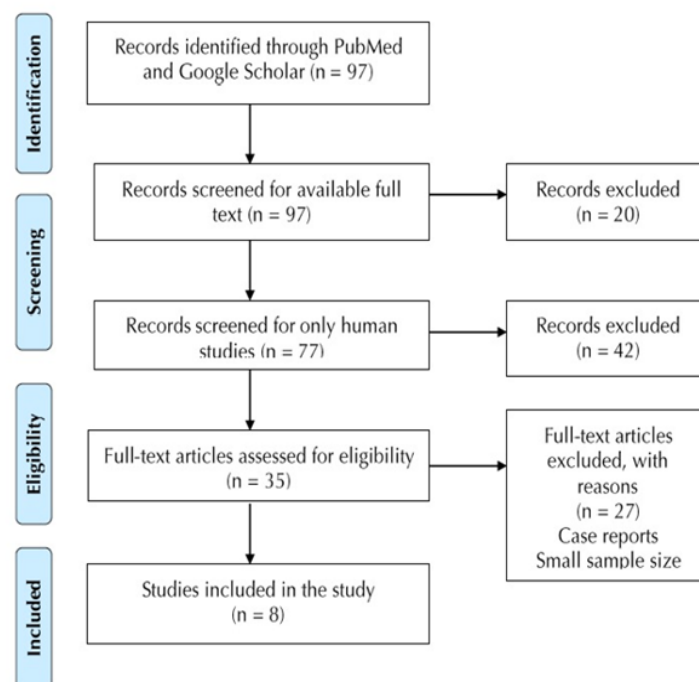 Identification
Records identified through PubMed
and Google Scholar (n = 97)
Screening
Records screened for available full
text (n = 97)
Records excluded
(n = 20)
Records screened for only human
studies (n = 77)
Records excluded
(n = 42)
Eligibility
Full-text articles assessed for eligibility
(n = 35)
Full-text articles
excluded, with
reasons
(n = 27)
Case reports
Small sample size
Included
Studies included in the study
(n = 8)